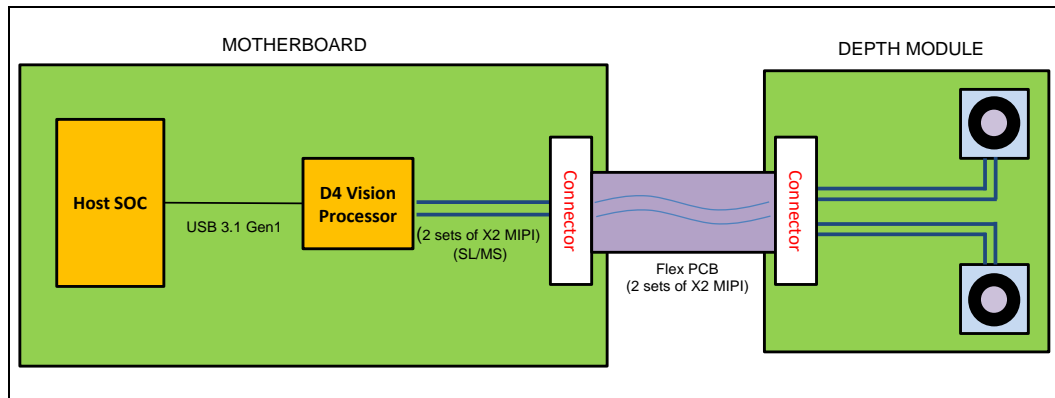 MOTHERBOARD
DEPTH MODULE
Host SOC
USB 3.1 Gen1
D4 Vision
Processor
(2 sets of X2 MIPI)
(SL/MS)
Connector
Flex PCB
(2 sets of X2 MIPI)
Connector